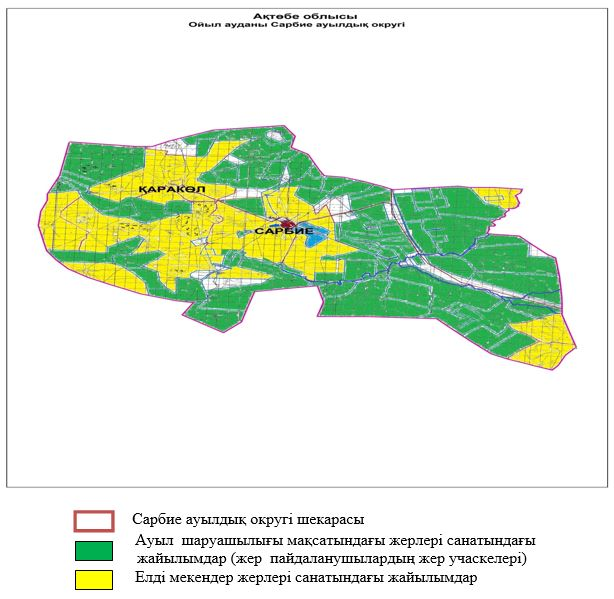 Ақтөбе облысы
Ойыл ауданы Сарбие ауылдық округі
ҚАРАКӨЛ
САРБИЕ
Сарбие ауылдық округі шекарасы
Ауыл шаруашылығы мақсатындағы жерлері санатындағы
жайылымдар (жер пайдаланушылардың жер учаскелері)
Елді мекендер жерлері санатындағы жайылымдар